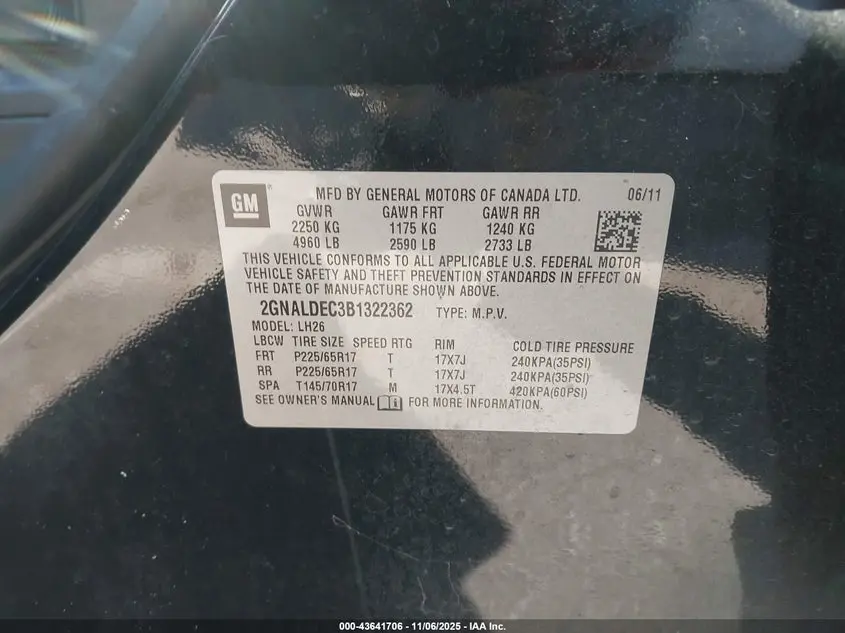 GM
MFD BY GENERAL MOTORS OF CANADA LTD. 06/11
GVWR GAWR FRT GAWR RR
2250 KG 1175 KG 1240 KG
4960 LB 2590 LB 2733 LB
THIS VEHICLE CONFORMS TO ALL APPLICABLE U.S. FEDERAL MOTOR
VEHICLE SAFETY AND THEFT PREVENTION STANDARDS IN EFFECT ON
THE DATE OF MANUFACTURE SHOWN ABOVE.
2GNALDEC3B1322362 TYPE: M.P.V.
MODEL: LH26
LBCW TIRE SIZE SPEED RTG RIM COLD TIRE PRESSURE
FRT P225/65R17 T 17X7J 240KPA(35PSI)
RR P225/65R17 T 17X7J 240KPA(35PSI)
SPA T145/70R17 M 17X4.5T 420KPA(60PSI)
SEE OWNER'S MANUAL FOR MORE INFORMATION.
000-43641706 - 11/06/2025 - IAA Inc.